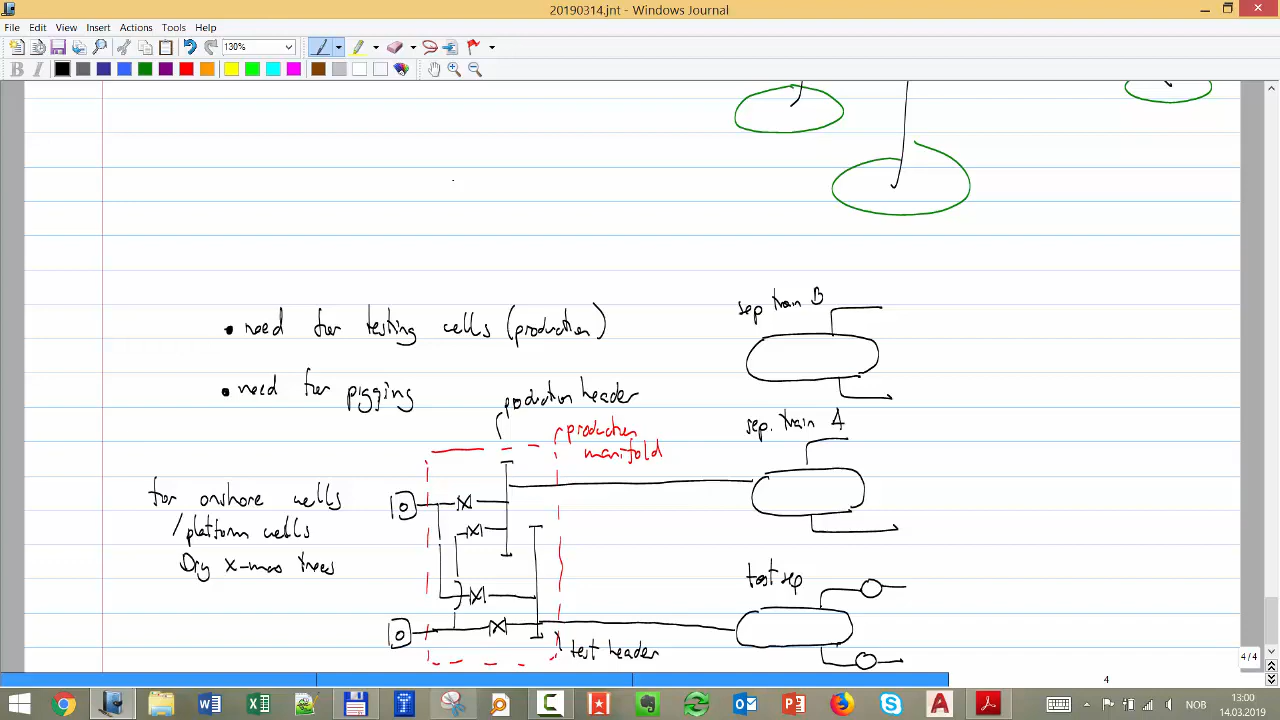 20190314.jnt - Windows Journal
File Edit View Insert Actions Tools Help
130%
B I
sep train B
• need for testing wells (production)
• need for pigging
production header
sep. train A
production
manifold
for onshore wells
/platform wells
Dry x-mas trees
test sep
test header
4/4
4
13:00
NOB
14.03.2019